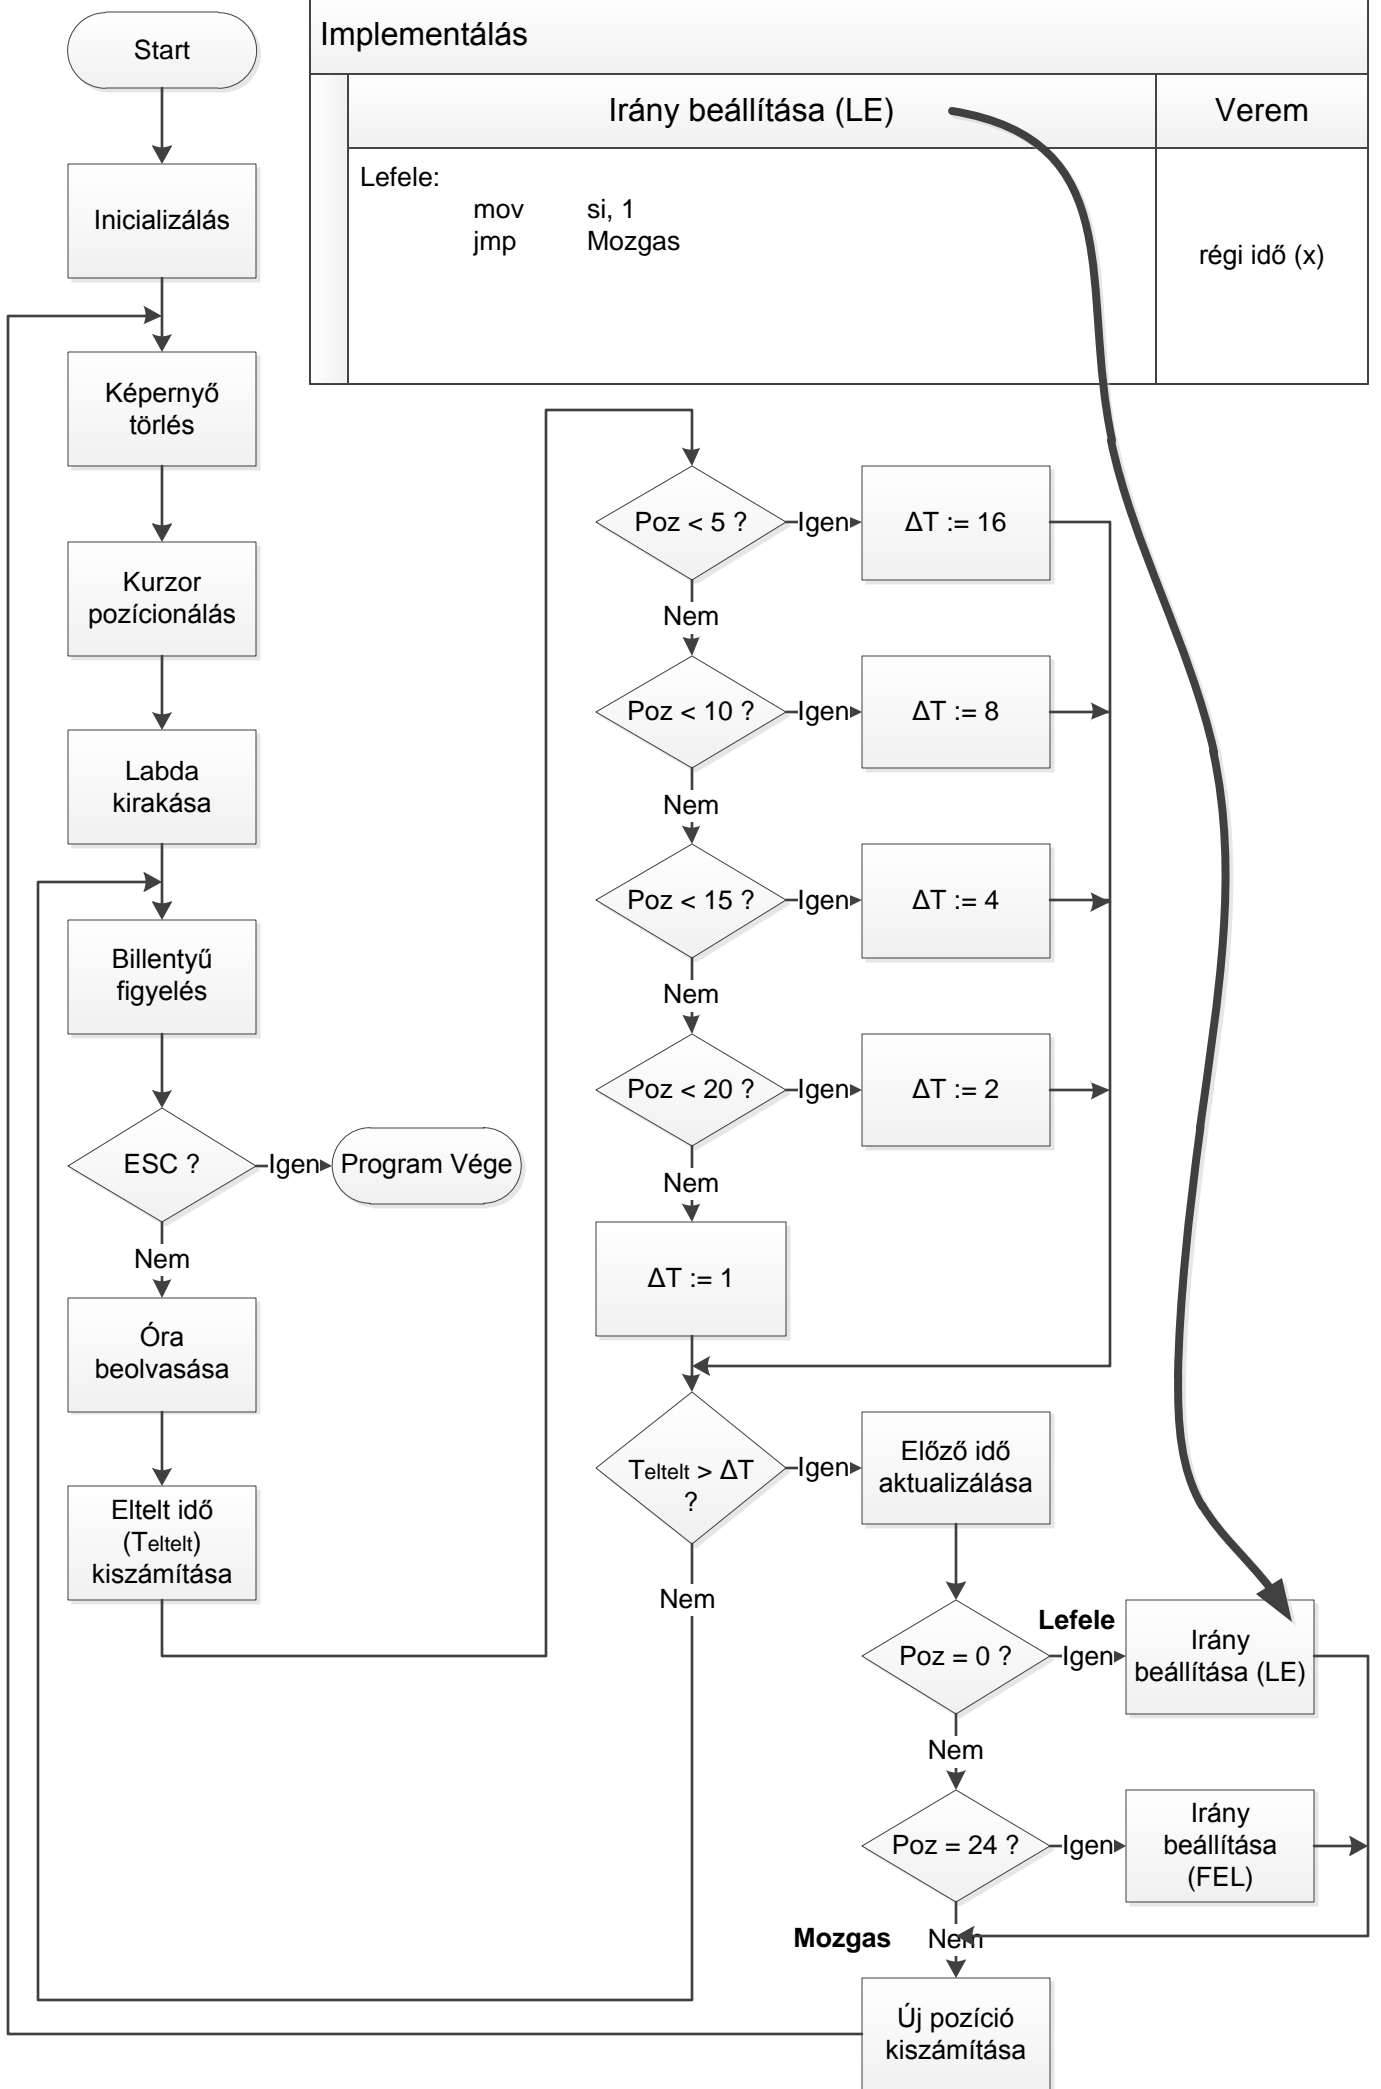 Start
Implementálás
Irány beállítása (LE)
Verem
Lefele:
mov si, 1
jmp Mozgas
régi idő (x)
Inicializálás
Képernyő
törlés
Kurzor
pozícionálás
Labda
kirakása
Billentyű
figyelés
ESC ?
Igen
Program Vége
Nem
Óra
beolvasása
Eltelt idő
(Teltelt)
kiszámítása
Poz < 5 ?
Igen
ΔT := 16
Nem
Poz < 10 ?
Igen
ΔT := 8
Nem
Poz < 15 ?
Igen
ΔT := 4
Nem
Poz < 20 ?
Igen
ΔT := 2
Nem
ΔT := 1
Teltelt > ΔT
?
Igen
Előző idő
aktualizálása
Nem
Poz = 0 ?
Lefele
Igen
Irány
beállítása (LE)
Nem
Poz = 24 ?
Igen
Irány
beállítása
(FEL)
Mozgas
Nem
Új pozíció
kiszámítása